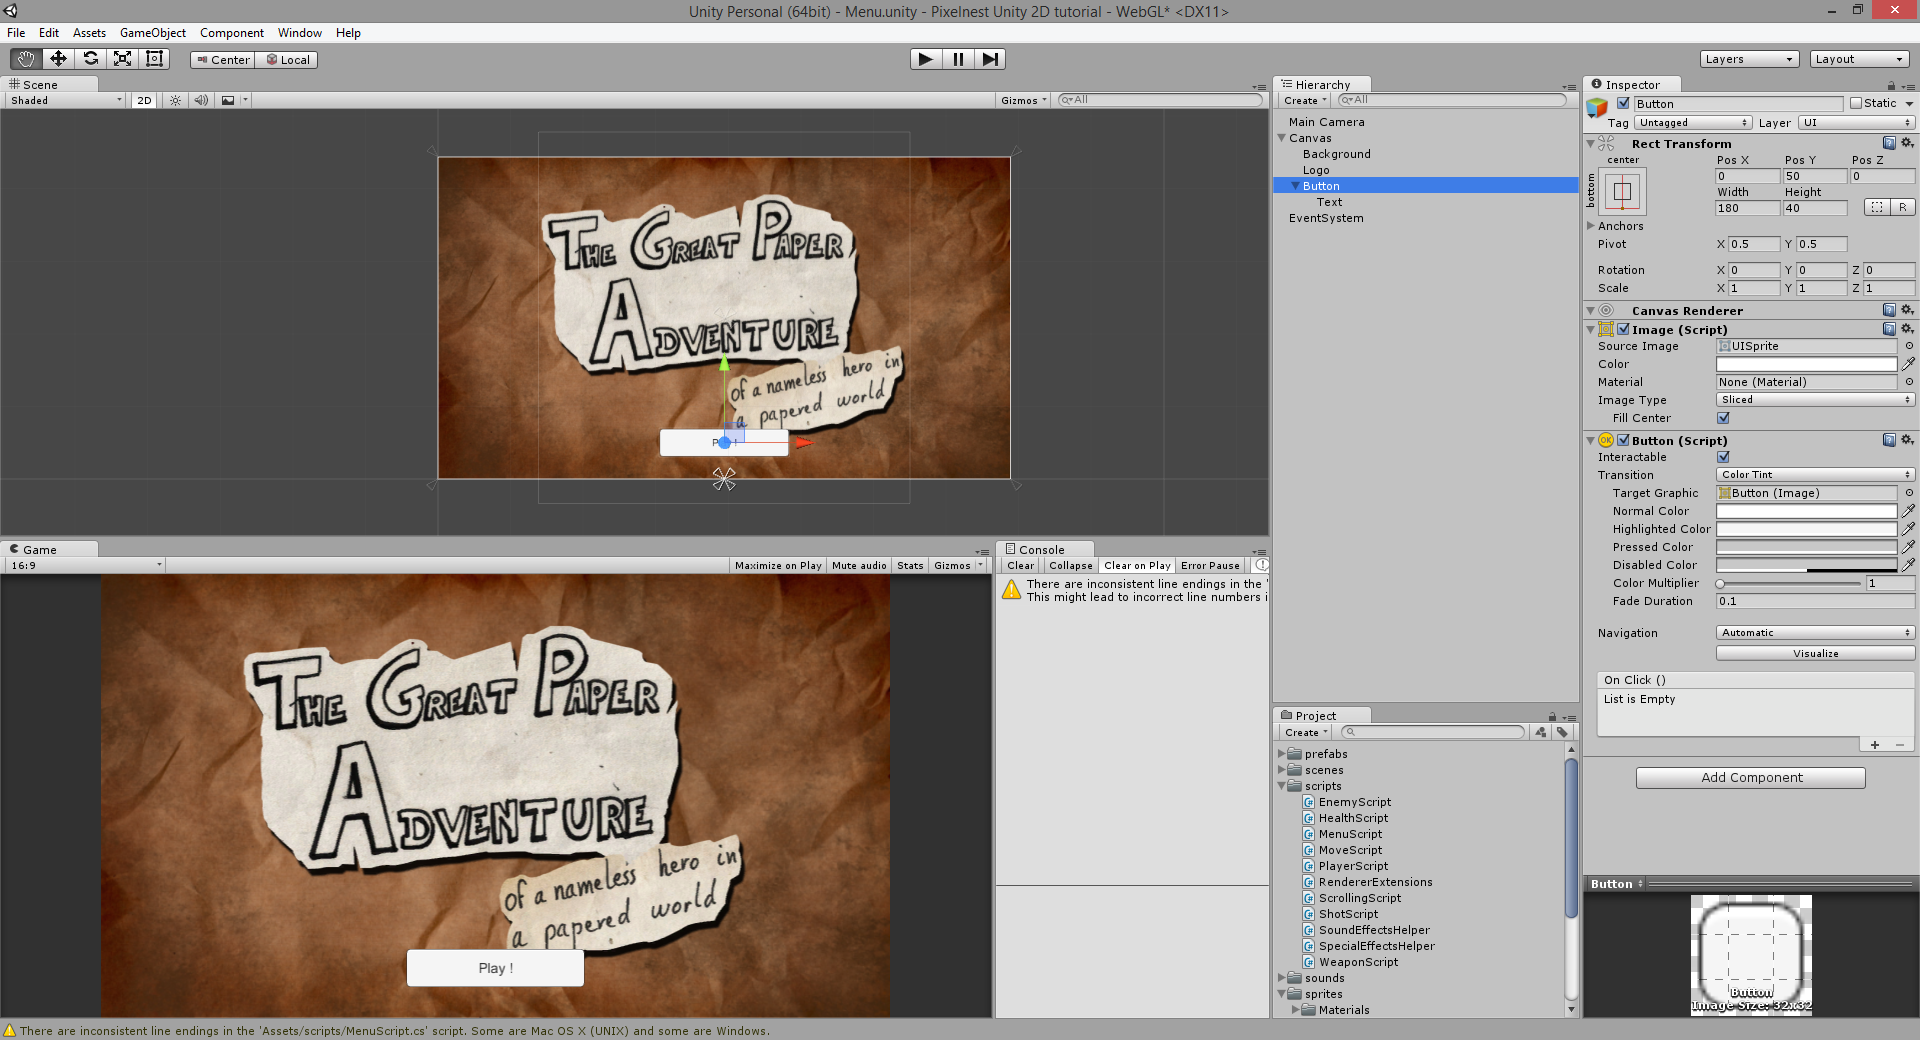 Unity Personal (64bit) - Menu.unity - Pixelnest Unity 2D tutorial - WebGL* <DX11>
File Edit Assets GameObject Component Window Help
Center Local
Layers Layout
Scene
Shaded 2D Gizmos All
THE GREAT PAPER
ADVENTURE
of a nameless hero in
a papered world
Game
16:9 Maximize on Play Mute audio Stats Gizmos
THE GREAT PAPER
ADVENTURE
of a nameless hero in
a papered world
Play !
Console
Clear Collapse Clear on Play Error Pause
There are inconsistent line endings in the '
This might lead to incorrect line numbers i
Hierarchy
Create All
Main Camera
Canvas
Background
Logo
Button
Text
EventSystem
Project
Create
prefabs
scenes
scripts
EnemyScript
HealthScript
MenuScript
MoveScript
PlayerScript
RendererExtensions
ScrollingScript
ShotScript
SoundEffectsHelper
SpecialEffectsHelper
WeaponScript
sounds
sprites
Materials
Inspector
Button Static
Tag Untagged Layer UI
Rect Transform
center Pos X Pos Y Pos Z
bottom
0 50 0
Width Height
180 40 R
Anchors
Pivot X 0.5 Y 0.5
Rotation X 0 Y 0 Z 0
Scale X 1 Y 1 Z 1
Canvas Renderer
Image (Script)
Source Image UISprite
Color
Material None (Material)
Image Type Sliced
Fill Center
OK Button (Script)
Interactable
Transition Color Tint
Target Graphic Button (Image)
Normal Color
Highlighted Color
Pressed Color
Disabled Color
Color Multiplier 1
Fade Duration 0.1
Navigation Automatic
Visualize
On Click ()
List is Empty
+ −
Add Component
Button
Button
Image Size: 32x32
There are inconsistent line endings in the 'Assets/scripts/MenuScript.cs' script. Some are Mac OS X (UNIX) and some are Windows.